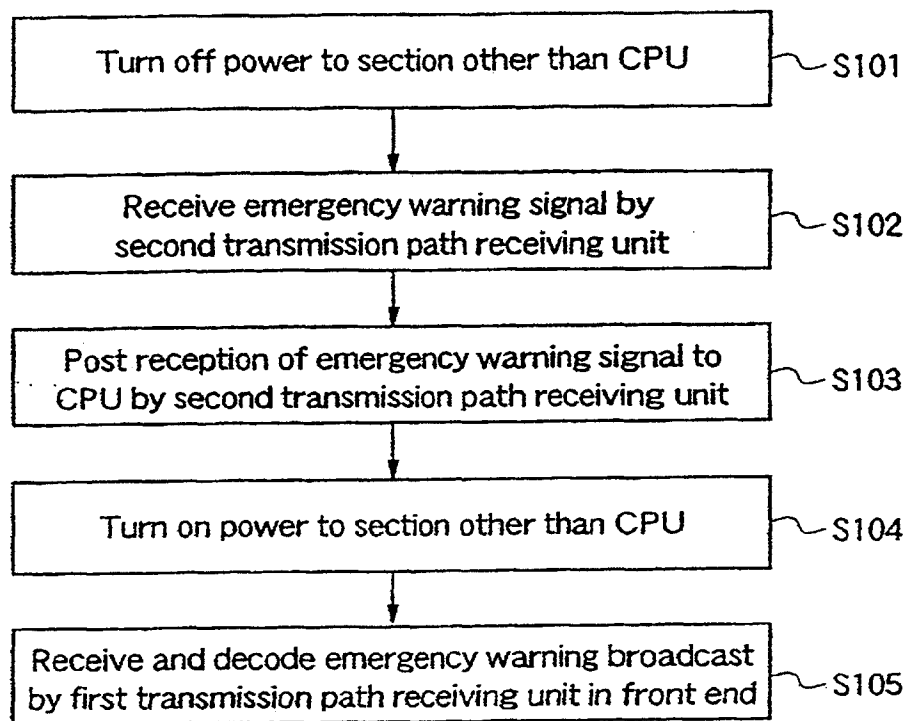 Turn off power to section other than CPU
S101
Receive emergency warning signal by
second transmission path receiving unit
S102
Post reception of emergency warning signal to
CPU by second transmission path receiving unit
S103
Turn on power to section other than CPU
S104
Receive and decode emergency warning broadcast
by first transmission path receiving unit in front end
S105